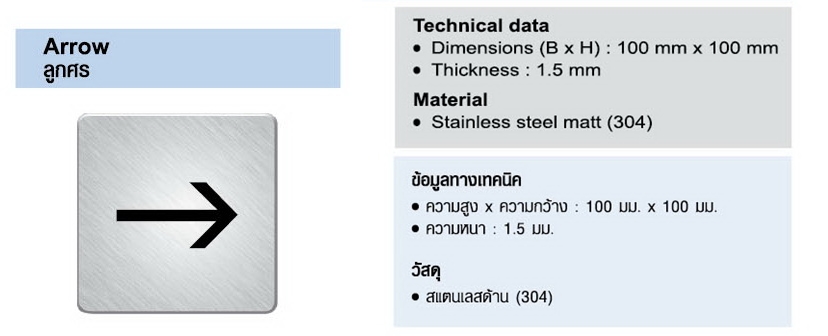 Arrow
ลูกศร
Technical data
• Dimensions (B x H) : 100 mm x 100 mm
• Thickness : 1.5 mm
Material
• Stainless steel matt (304)
ข้อมูลทางเทคนิค
• ความสูง x ความกว้าง : 100 มม. x 100 มม.
• ความหนา : 1.5 มม.
วัสดุ
• สแตนเลสด้าน (304)